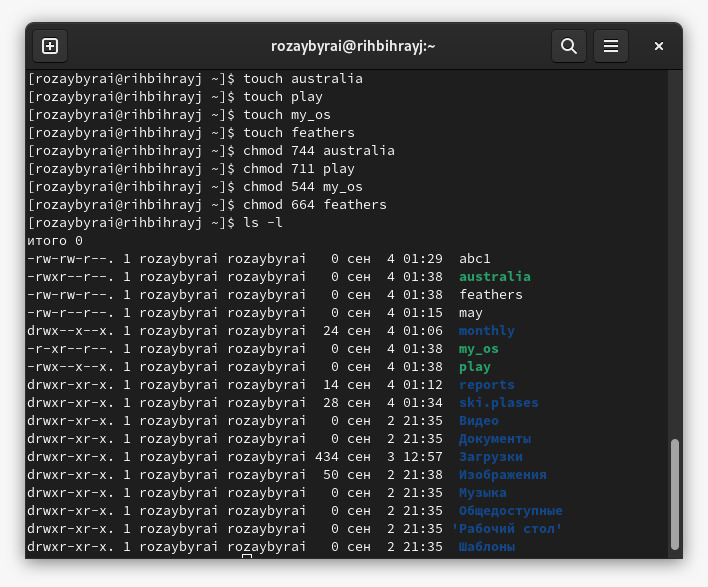 rozaybyrai@rihbihrayj:~
[rozaybyrai@rihbihrayj ~]$ touch australia
[rozaybyrai@rihbihrayj ~]$ touch play
[rozaybyrai@rihbihrayj ~]$ touch my_os
[rozaybyrai@rihbihrayj ~]$ touch feathers
[rozaybyrai@rihbihrayj ~]$ chmod 744 australia
[rozaybyrai@rihbihrayj ~]$ chmod 711 play
[rozaybyrai@rihbihrayj ~]$ chmod 544 my_os
[rozaybyrai@rihbihrayj ~]$ chmod 664 feathers
[rozaybyrai@rihbihrayj ~]$ ls -l
итого 0
-rw-rw-r--. 1 rozaybyrai rozaybyrai   0 сен  4 01:29  abc1
-rwxr--r--. 1 rozaybyrai rozaybyrai   0 сен  4 01:38  australia
-rw-rw-r--. 1 rozaybyrai rozaybyrai   0 сен  4 01:38  feathers
-rw-r--r--. 1 rozaybyrai rozaybyrai   0 сен  4 01:15  may
drwx--x--x. 1 rozaybyrai rozaybyrai  24 сен  4 01:06  monthly
-r-xr--r--. 1 rozaybyrai rozaybyrai   0 сен  4 01:38  my_os
-rwx--x--x. 1 rozaybyrai rozaybyrai   0 сен  4 01:38  play
drwxr-xr-x. 1 rozaybyrai rozaybyrai  14 сен  4 01:12  reports
drwxr-xr-x. 1 rozaybyrai rozaybyrai  28 сен  4 01:34  ski.plases
drwxr-xr-x. 1 rozaybyrai rozaybyrai   0 сен  2 21:35  Видео
drwxr-xr-x. 1 rozaybyrai rozaybyrai   0 сен  2 21:35  Документы
drwxr-xr-x. 1 rozaybyrai rozaybyrai 434 сен  3 12:57  Загрузки
drwxr-xr-x. 1 rozaybyrai rozaybyrai  50 сен  2 21:38  Изображения
drwxr-xr-x. 1 rozaybyrai rozaybyrai   0 сен  2 21:35  Музыка
drwxr-xr-x. 1 rozaybyrai rozaybyrai   0 сен  2 21:35  Общедоступные
drwxr-xr-x. 1 rozaybyrai rozaybyrai   0 сен  2 21:35 'Рабочий стол'
drwxr-xr-x. 1 rozaybyrai rozaybyrai   0 сен  2 21:35  Шаблоны